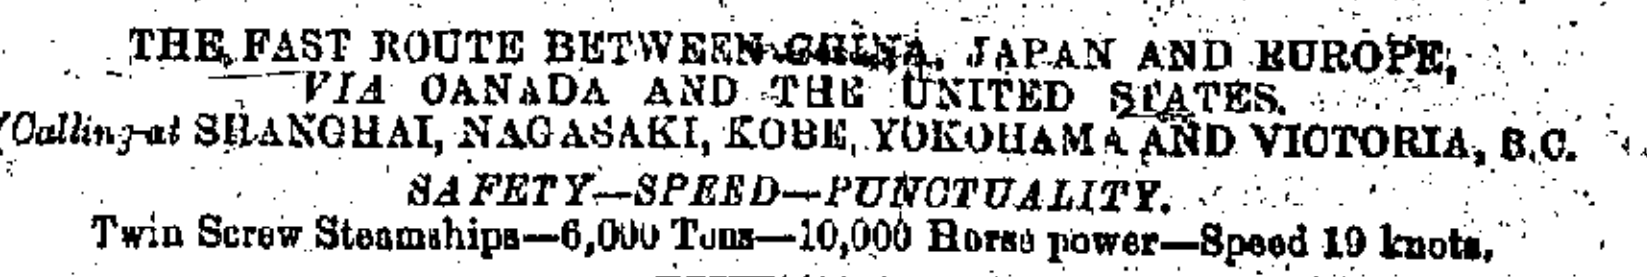 THE FAST ROUTE BETWEEN CHINA, JAPAN AND EUROPE,
VIA CANADA AND THE UNITED STATES.
(Calling at SHANGHAI, NAGASAKI, KOBE, YOKOHAMA AND VICTORIA, B.C.
SAFETY—SPEED—PUNCTUALITY.
Twin Screw Steamships—6,000 Tons—10,000 Horse power—Speed 19 knots.